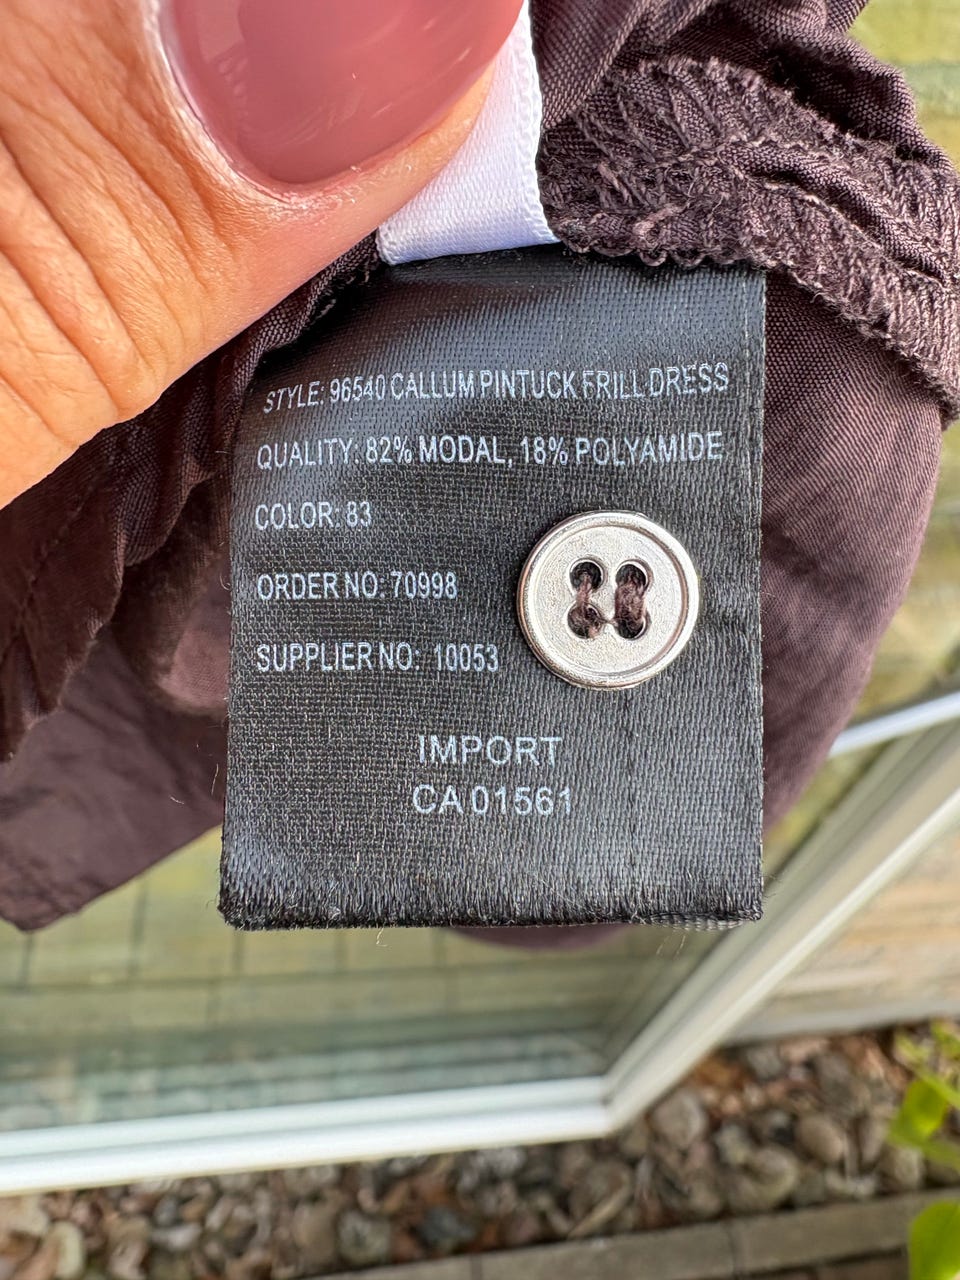 STYLE: 96540 CALLUM PINTUCK FRILL DRESS
QUALITY: 82% MODAL, 18% POLYAMIDE
COLOR: 83
ORDER NO: 70998
SUPPLIER NO: 10053
IMPORT
CA 01561